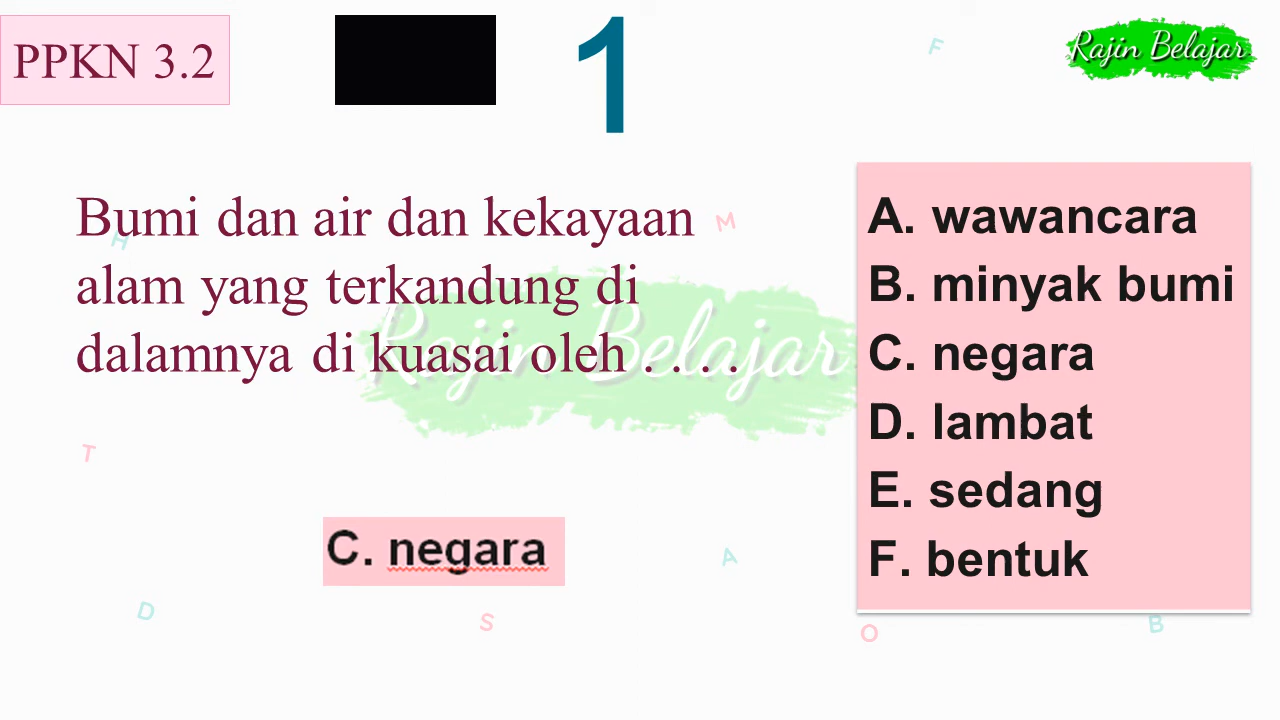 PPKN 3.2
1
Rajin Belajar
Bumi dan air dan kekayaan
alam yang terkandung di
dalamnya di kuasai oleh . . . .
Rajin Belajar
A. wawancara
B. minyak bumi
C. negara
D. lambat
E. sedang
F. bentuk
C. negara
F
H
M
T
A
D
S
O
B